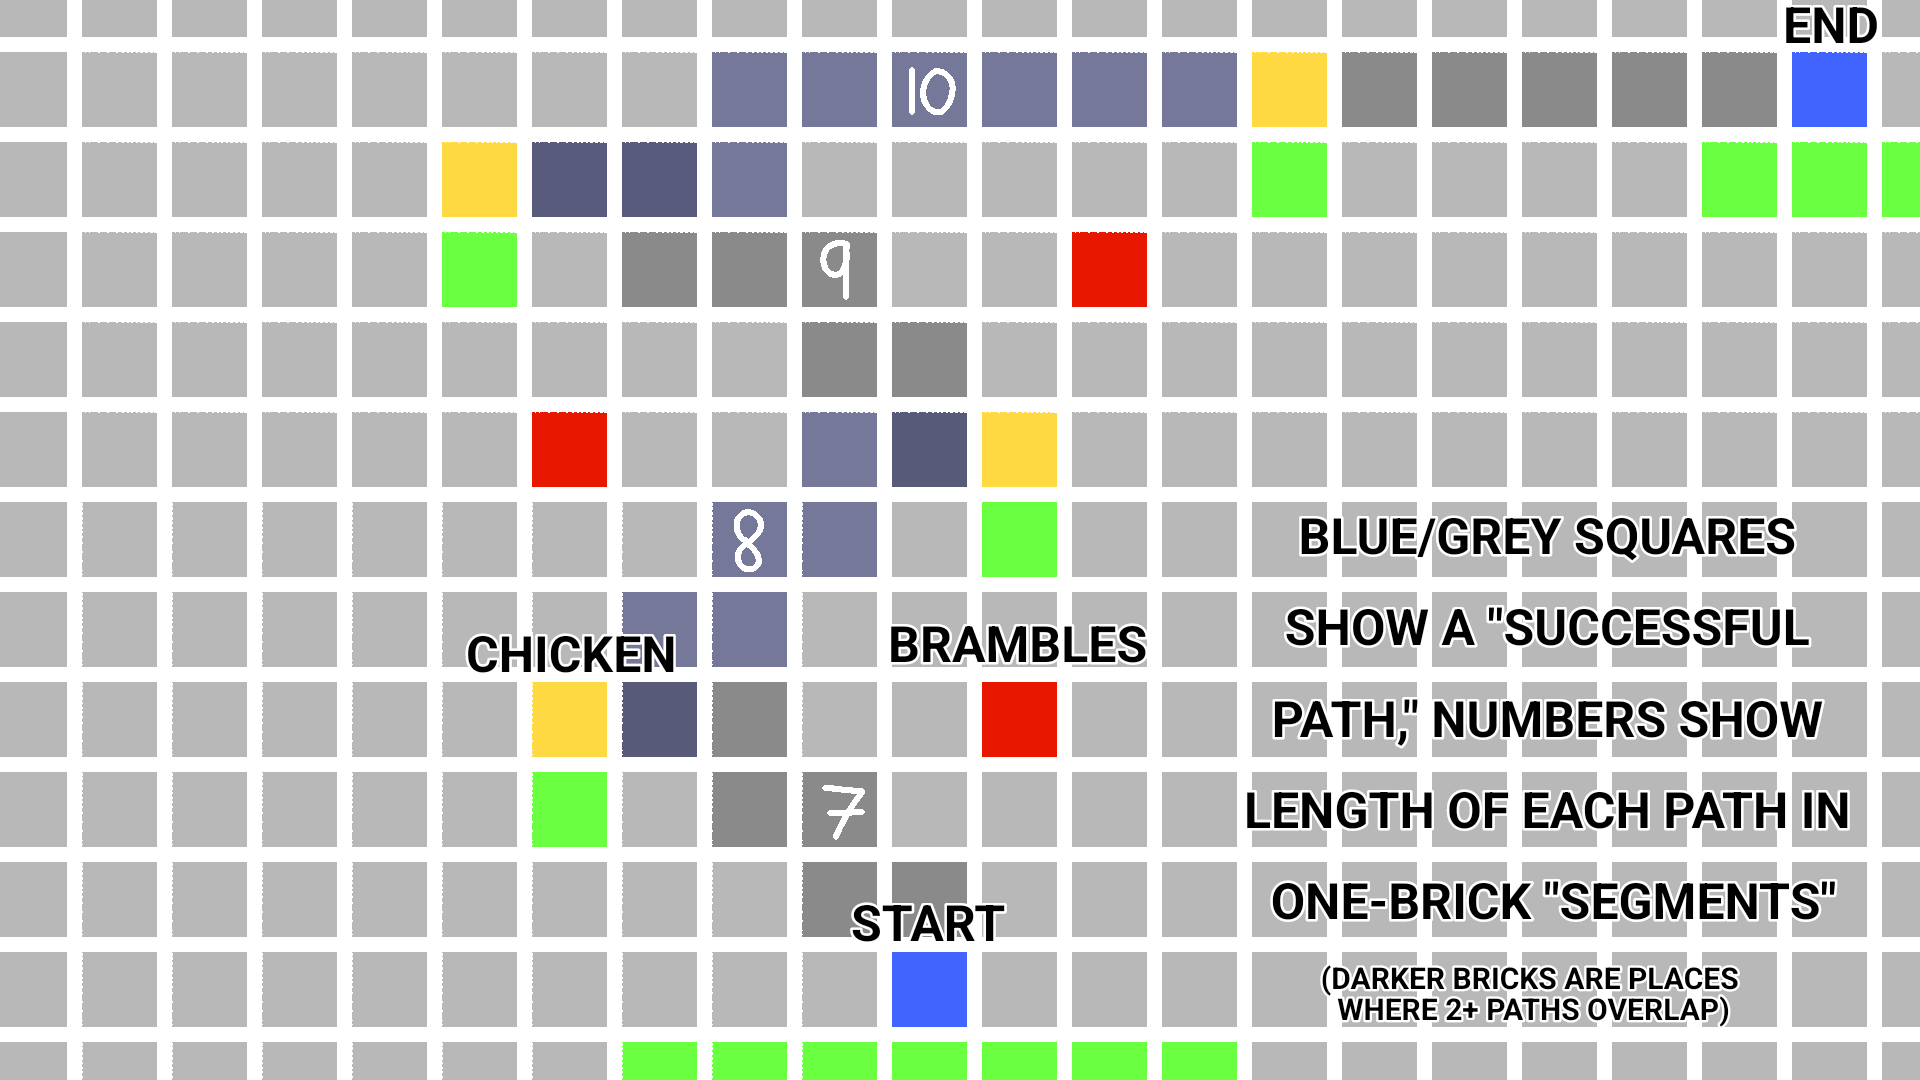 END
10
9
8
BLUE/GREY SQUARES
SHOW A "SUCCESSFUL
CHICKEN
BRAMBLES
PATH," NUMBERS SHOW
7
LENGTH OF EACH PATH IN
ONE-BRICK "SEGMENTS"
START
(DARKER BRICKS ARE PLACES
WHERE 2+ PATHS OVERLAP)